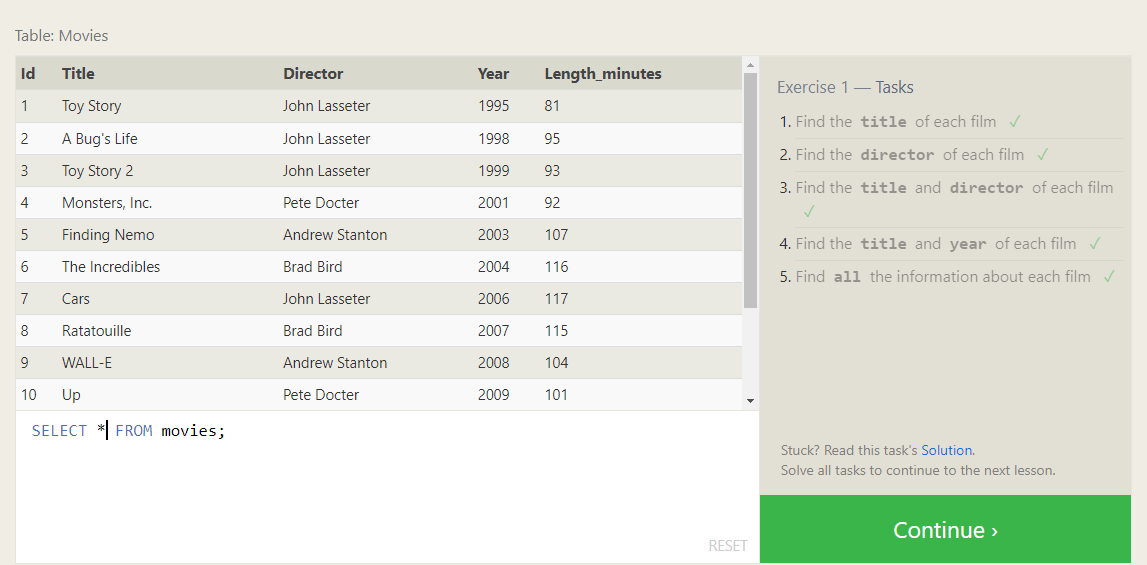 Table: Movies
Id Title Director Year Length_minutes
1 Toy Story John Lasseter 1995 81
2 A Bug's Life John Lasseter 1998 95
3 Toy Story 2 John Lasseter 1999 93
4 Monsters, Inc. Pete Docter 2001 92
5 Finding Nemo Andrew Stanton 2003 107
6 The Incredibles Brad Bird 2004 116
7 Cars John Lasseter 2006 117
8 Ratatouille Brad Bird 2007 115
9 WALL-E Andrew Stanton 2008 104
10 Up Pete Docter 2009 101
SELECT * FROM movies;
RESET
Exercise 1 — Tasks
1. Find the title of each film ✓
2. Find the director of each film ✓
3. Find the title and director of each film
✓
4. Find the title and year of each film ✓
5. Find all the information about each film ✓
Stuck? Read this task's Solution.
Solve all tasks to continue to the next lesson.
Continue ›